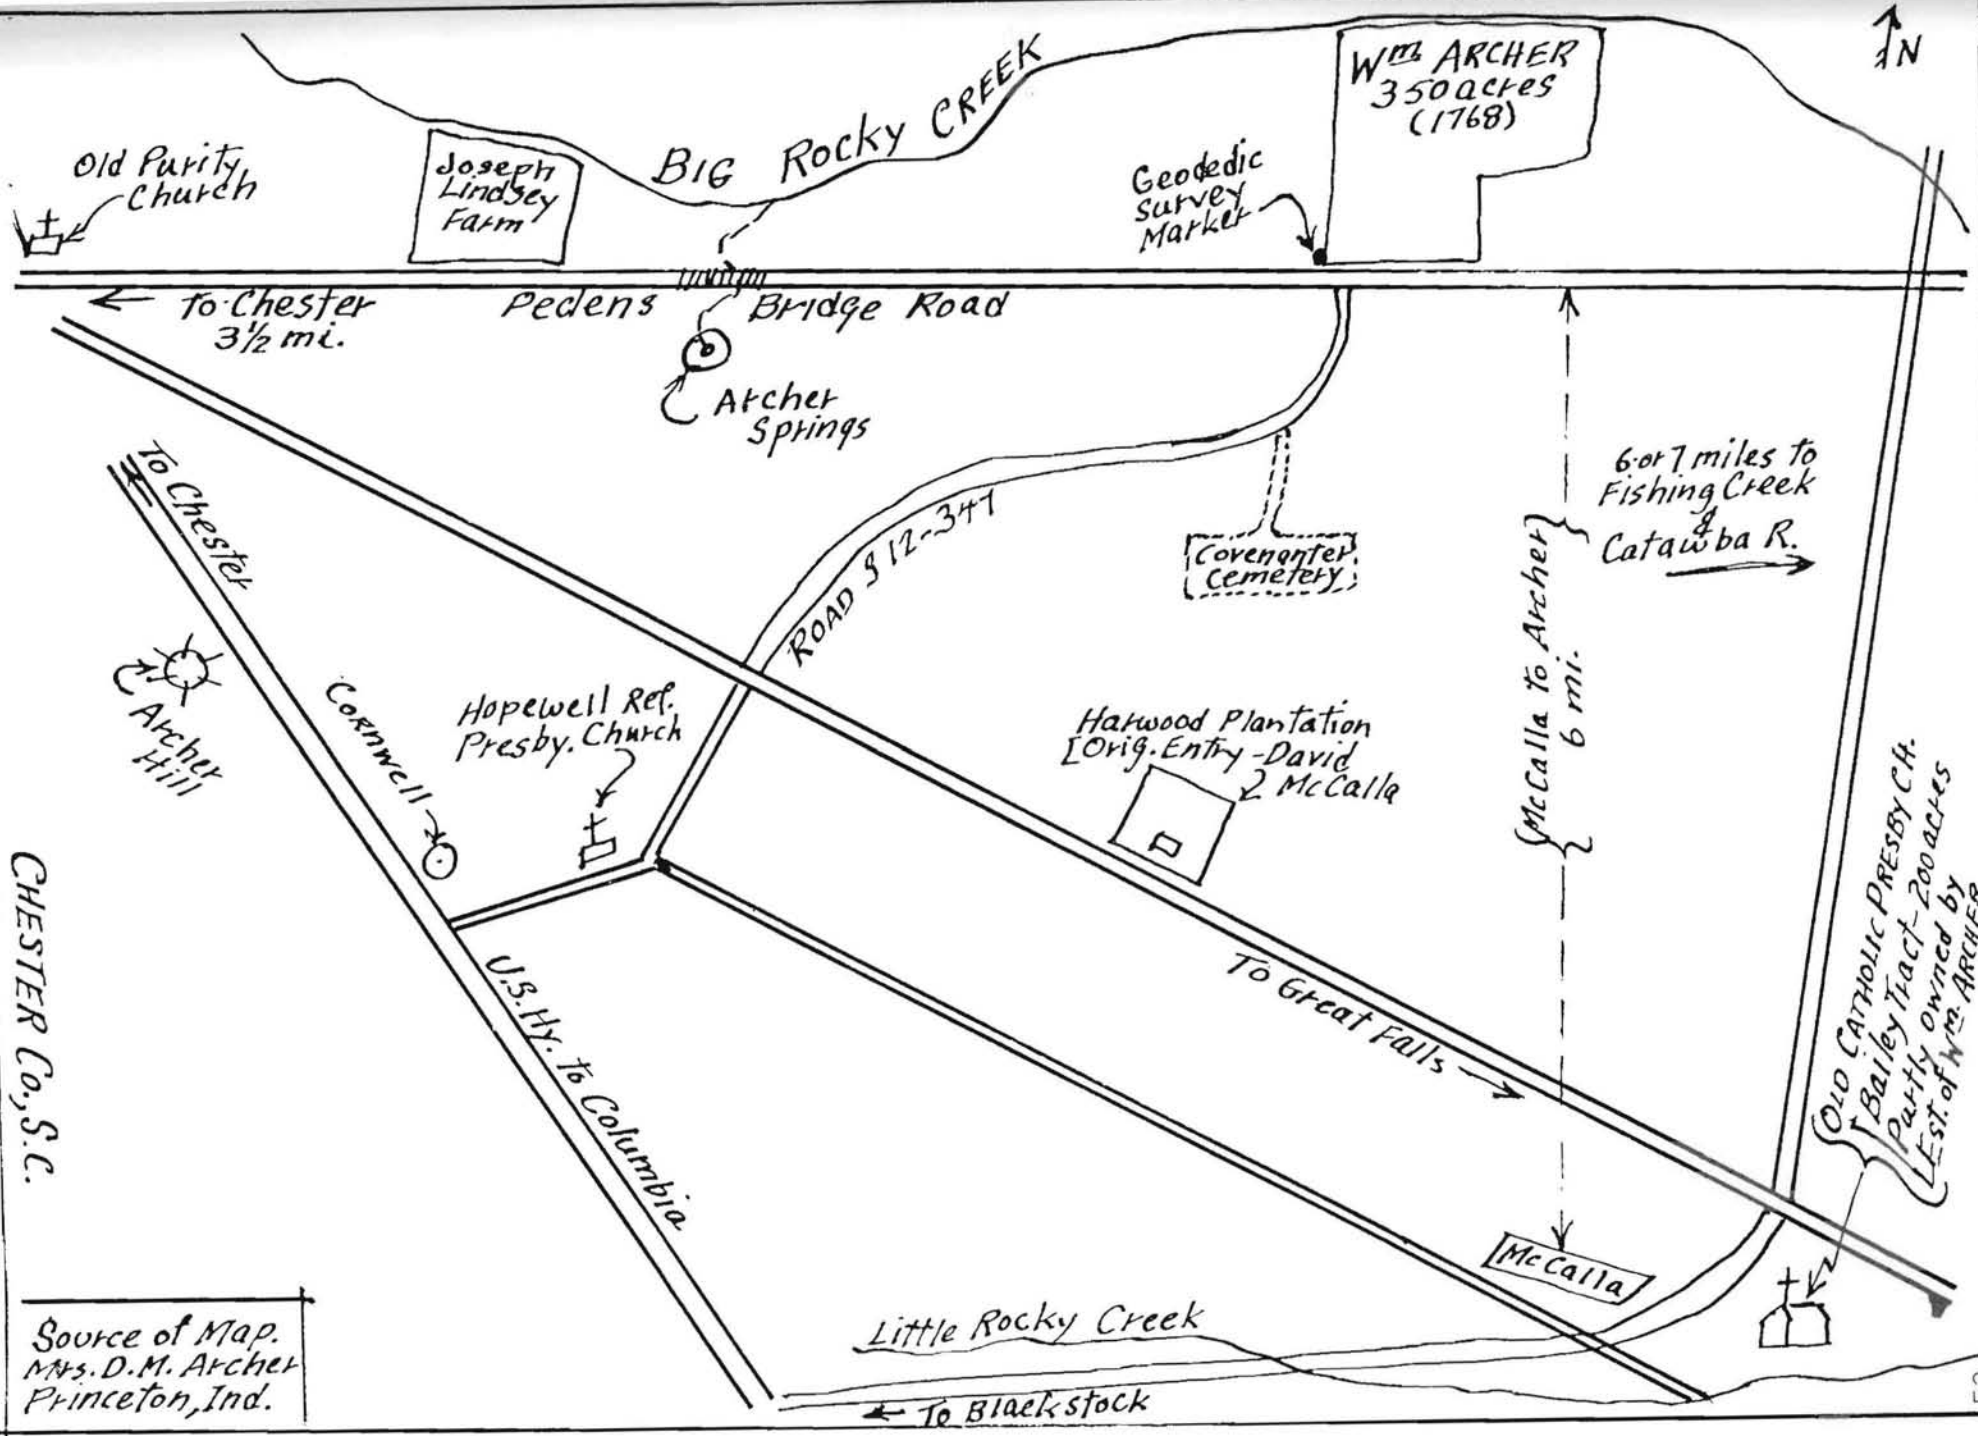 N
Wm ARCHER
350 acres
(1768)
BIG ROCKY CREEK
Old Purity
Church
Joseph
Lindsey
Farm
Geodedic
Survey
Market
To Chester
3½ mi.
Pedens Bridge Road
Archer
Springs
To Chester
6 or 7 miles to
Fishing Creek
&
Catawba R.
ROAD S12-347
Covenanter
Cemetery
McCalla to Archer
6 mi.
Archer
Hill
Cornwell
Hopewell Ref.
Presby. Church
Harwood Plantation
[Orig. Entry-David
McCalla
OLD CATHOLIC PRESBY CH.
[Bailey Tract-200 acres
Partly Owned by
Est. of Wm. ARCHER
CHESTER Co., S.C.
U.S. Hy. to Columbia
To Great Falls
McCalla
Little Rocky Creek
To Blackstock
Source of Map.
Mrs. D.M. Archer
Princeton, Ind.